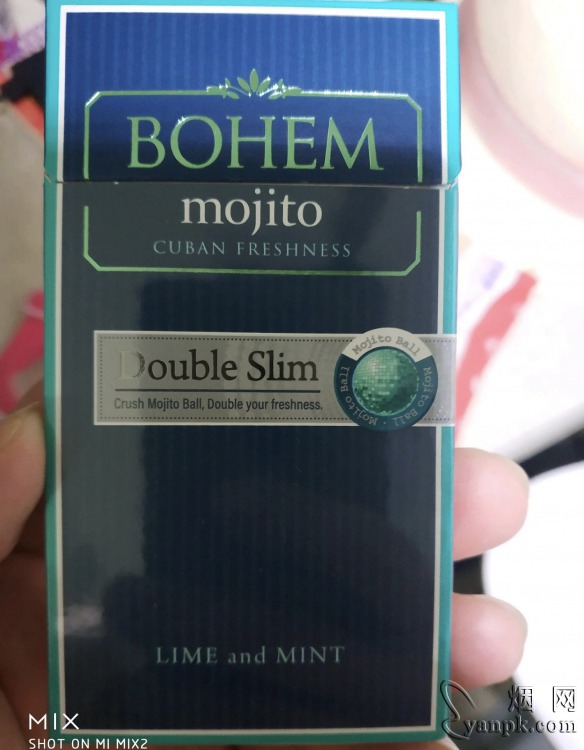 BOHEM
mojito
CUBAN FRESHNESS
Double Slim
Crush Mojito Ball, Double your freshness.
Mojito Ball
Mojito Ball
Mojito Ball
LIME and MINT
MIX
SHOT ON MI MIX2
烟网
yanpk.com